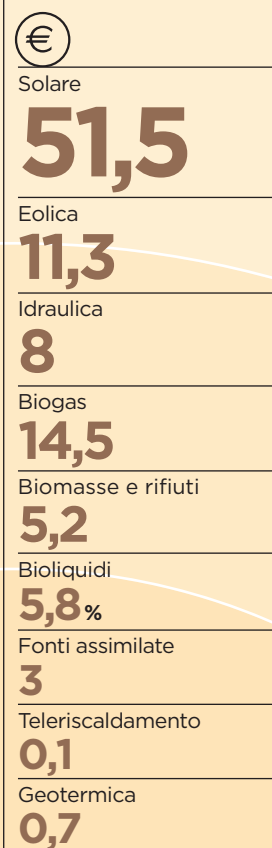 €
Solare
51,5
Eolica
11,3
Idraulica
8
Biogas
14,5
Biomasse e rifiuti
5,2
Bioliquidi
5,8%
Fonti assimilate
3
Teleriscaldamento
0,1
Geotermica
0,7